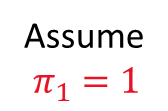 Assume
π₁ = 1